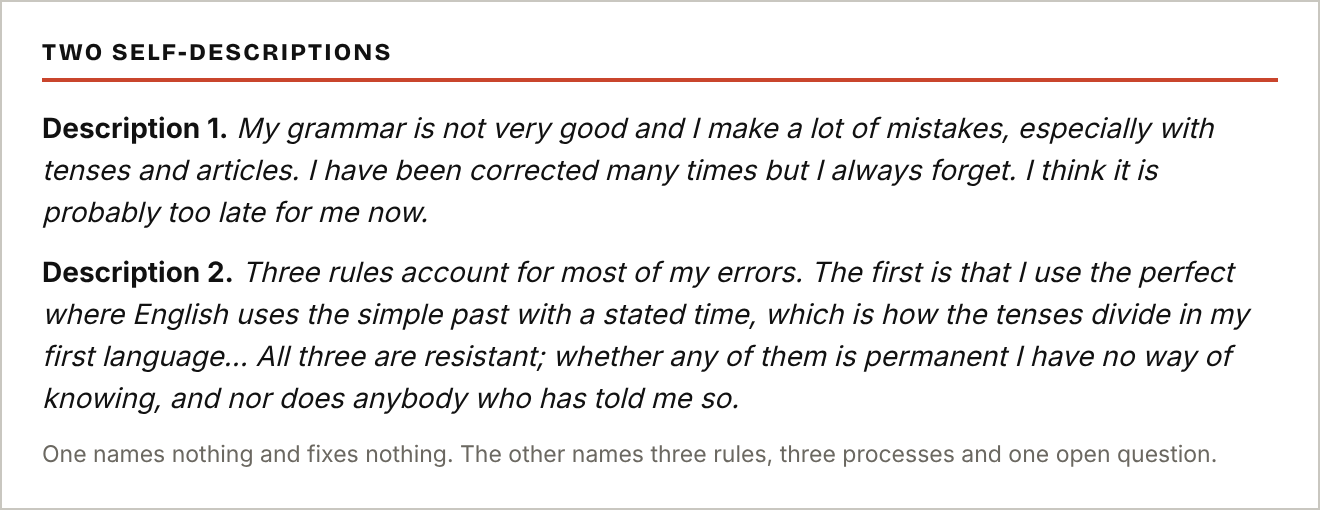 TWO SELF-DESCRIPTIONS
Description 1. My grammar is not very good and I make a lot of mistakes, especially with
tenses and articles. I have been corrected many times but I always forget. I think it is
probably too late for me now.
Description 2. Three rules account for most of my errors. The first is that I use the perfect
where English uses the simple past with a stated time, which is how the tenses divide in my
first language... All three are resistant; whether any of them is permanent I have no way of
knowing, and nor does anybody who has told me so.
One names nothing and fixes nothing. The other names three rules, three processes and one open question.